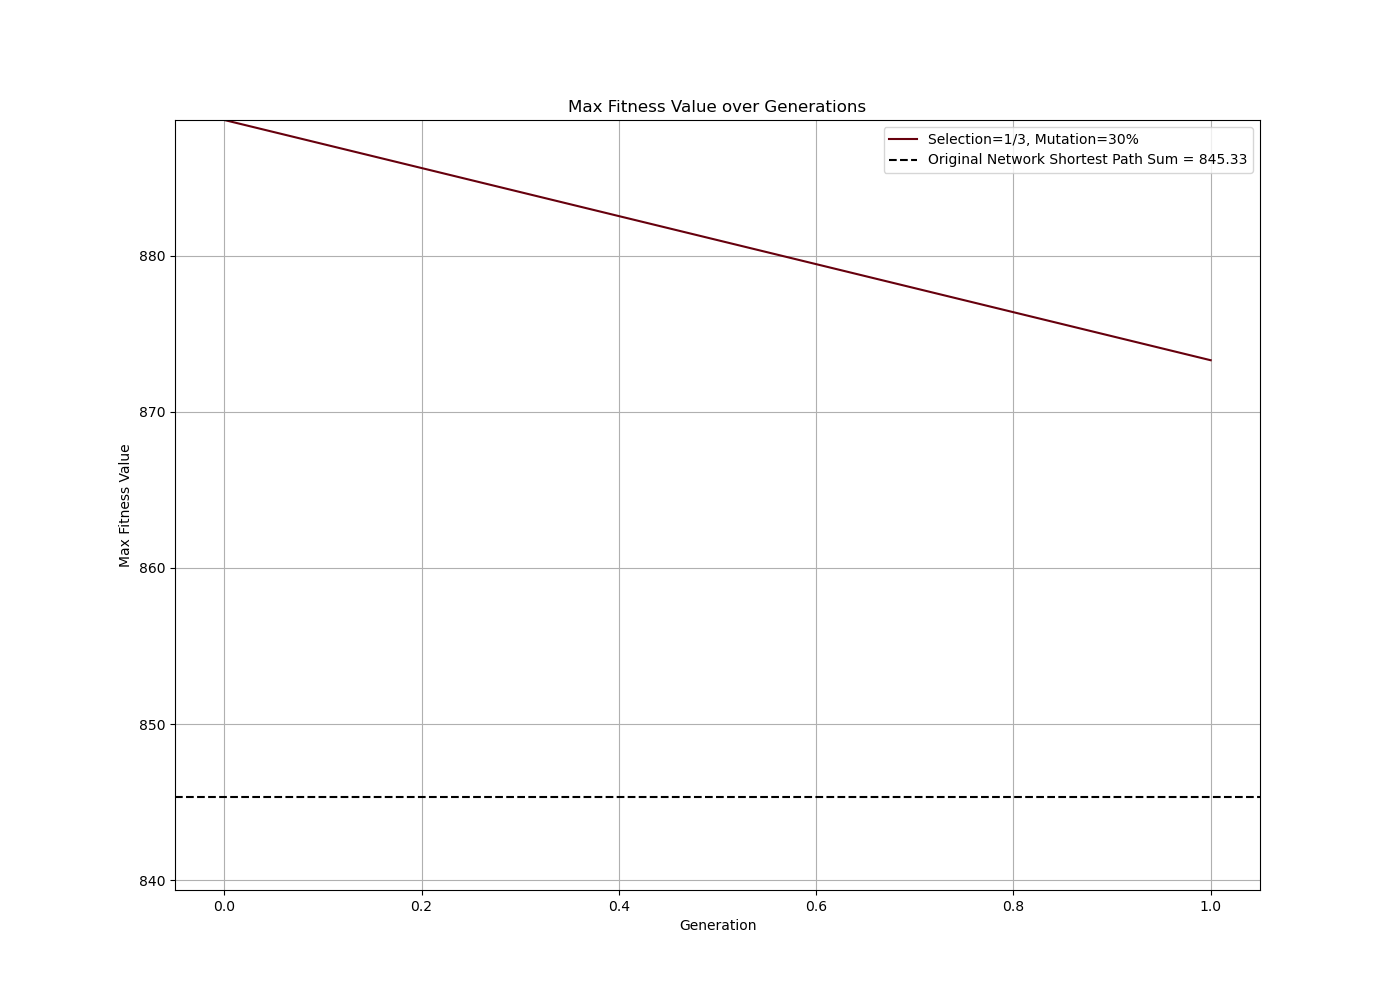 Max Fitness Value over Generations
Selection=1/3, Mutation=30%
Original Network Shortest Path Sum = 845.33
880
870
860
850
840
Max Fitness Value
0.0 0.2 0.4 0.6 0.8 1.0
Generation